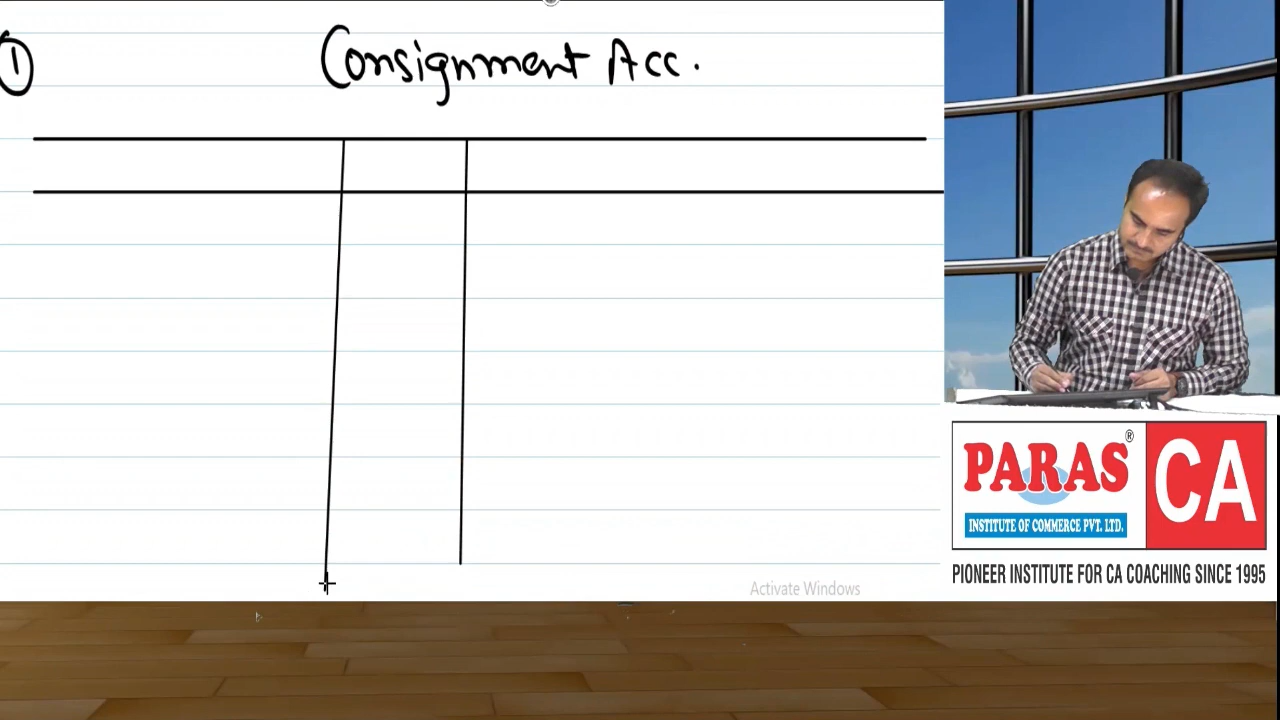 ① Consignment Acc.
PARAS®
CA
INSTITUTE OF COMMERCE PVT. LTD.
PIONEER INSTITUTE FOR CA COACHING SINCE 1995
Activate Windows